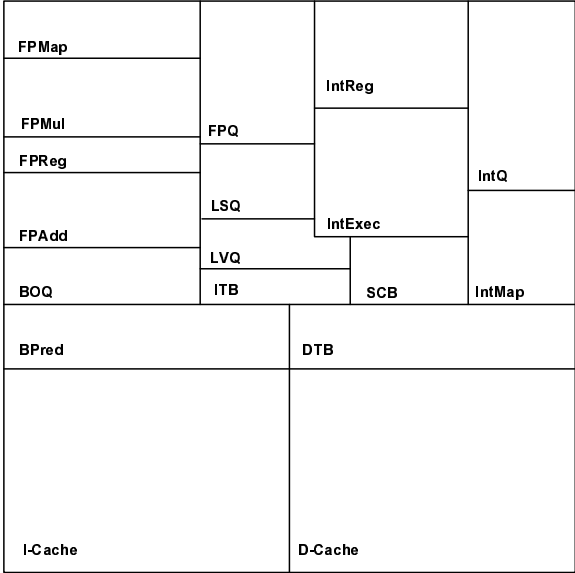 FPMap
FPMul
FPReg
FPAdd
BOQ
FPQ
LSQ
LVQ
ITB
IntReg
IntExec
SCB
IntQ
IntMap
BPred
DTB
I-Cache
D-Cache